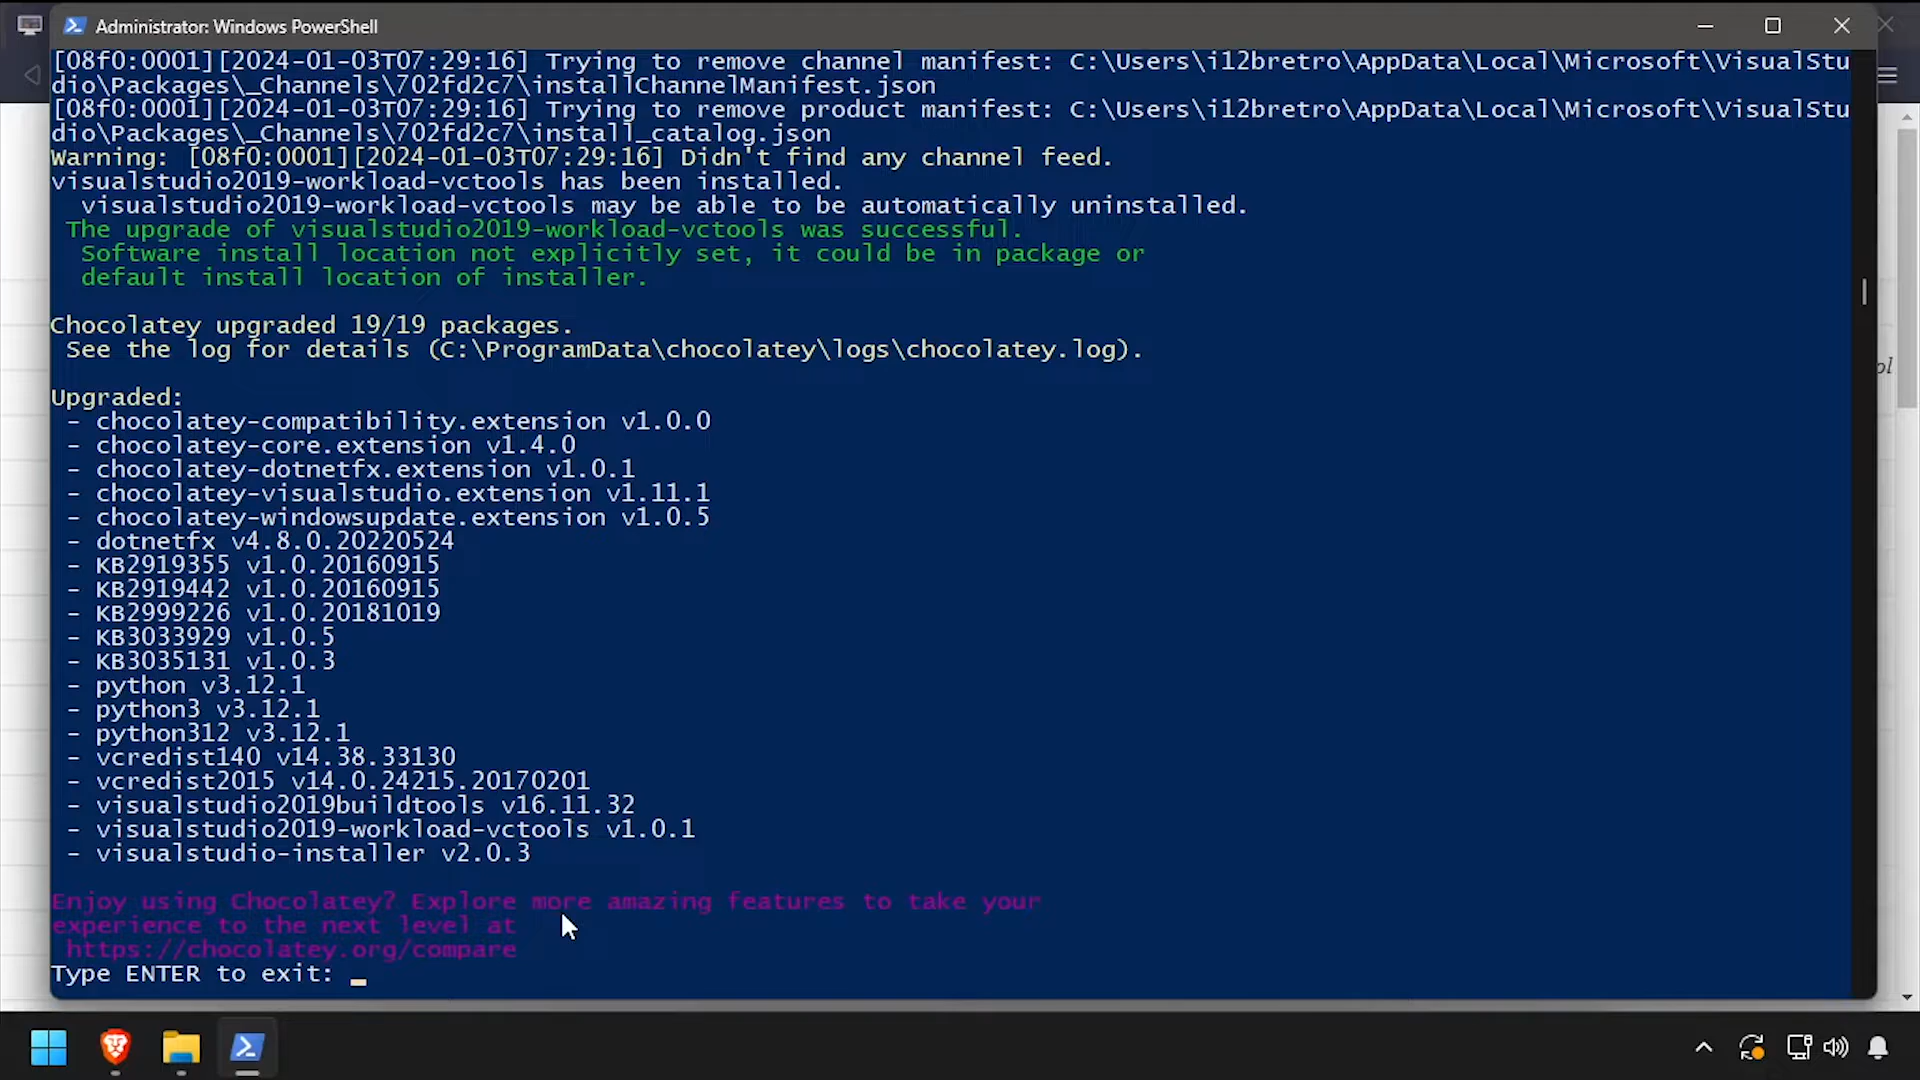 Administrator: Windows PowerShell
[08f0:0001][2024-01-03T07:29:16] Trying to remove channel manifest: C:\Users\i12bretro\AppData\Local\Microsoft\VisualStu
dio\Packages\_Channels\702fd2c7\installChannelManifest.json
[08f0:0001][2024-01-03T07:29:16] Trying to remove product manifest: C:\Users\i12bretro\AppData\Local\Microsoft\VisualStu
dio\Packages\_Channels\702fd2c7\install_catalog.json
Warning: [08f0:0001][2024-01-03T07:29:16] Didn't find any channel feed.
visualstudio2019-workload-vctools has been installed.
  visualstudio2019-workload-vctools may be able to be automatically uninstalled.
 The upgrade of visualstudio2019-workload-vctools was successful.
  Software install location not explicitly set, it could be in package or
  default install location of installer.
Chocolatey upgraded 19/19 packages.
 See the log for details (C:\ProgramData\chocolatey\logs\chocolatey.log).
Upgraded:
 - chocolatey-compatibility.extension v1.0.0
 - chocolatey-core.extension v1.4.0
 - chocolatey-dotnetfx.extension v1.0.1
 - chocolatey-visualstudio.extension v1.11.1
 - chocolatey-windowsupdate.extension v1.0.5
 - dotnetfx v4.8.0.20220524
 - KB2919355 v1.0.20160915
 - KB2919442 v1.0.20160915
 - KB2999226 v1.0.20181019
 - KB3033929 v1.0.5
 - KB3035131 v1.0.3
 - python v3.12.1
 - python3 v3.12.1
 - python312 v3.12.1
 - vcredist140 v14.38.33130
 - vcredist2015 v14.0.24215.20170201
 - visualstudio2019buildtools v16.11.32
 - visualstudio2019-workload-vctools v1.0.1
 - visualstudio-installer v2.0.3
Enjoy using Chocolatey? Explore more amazing features to take your
experience to the next level at
 https://chocolatey.org/compare
Type ENTER to exit: _
ol